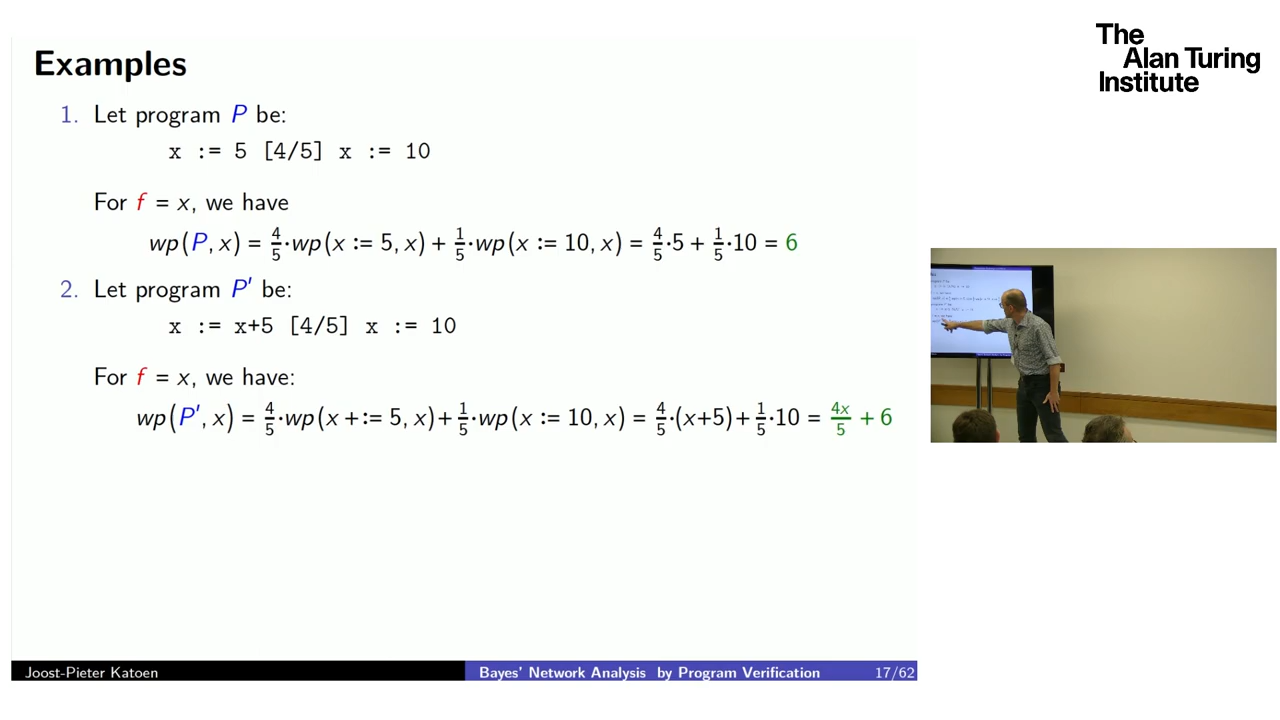 The
Alan Turing
Institute
Examples
1. Let program P be:
x := 5 [4/5] x := 10
For f = x, we have
wp(P, x) = 4/5·wp(x := 5, x) + 1/5·wp(x := 10, x) = 4/5·5 + 1/5·10 = 6
2. Let program P′ be:
x := x+5 [4/5] x := 10
For f = x, we have:
wp(P′, x) = 4/5·wp(x +:= 5, x) + 1/5·wp(x := 10, x) = 4/5·(x+5) + 1/5·10 = 4x/5 + 6
Joost-Pieter Katoen
Bayes' Network Analysis by Program Verification
17/62